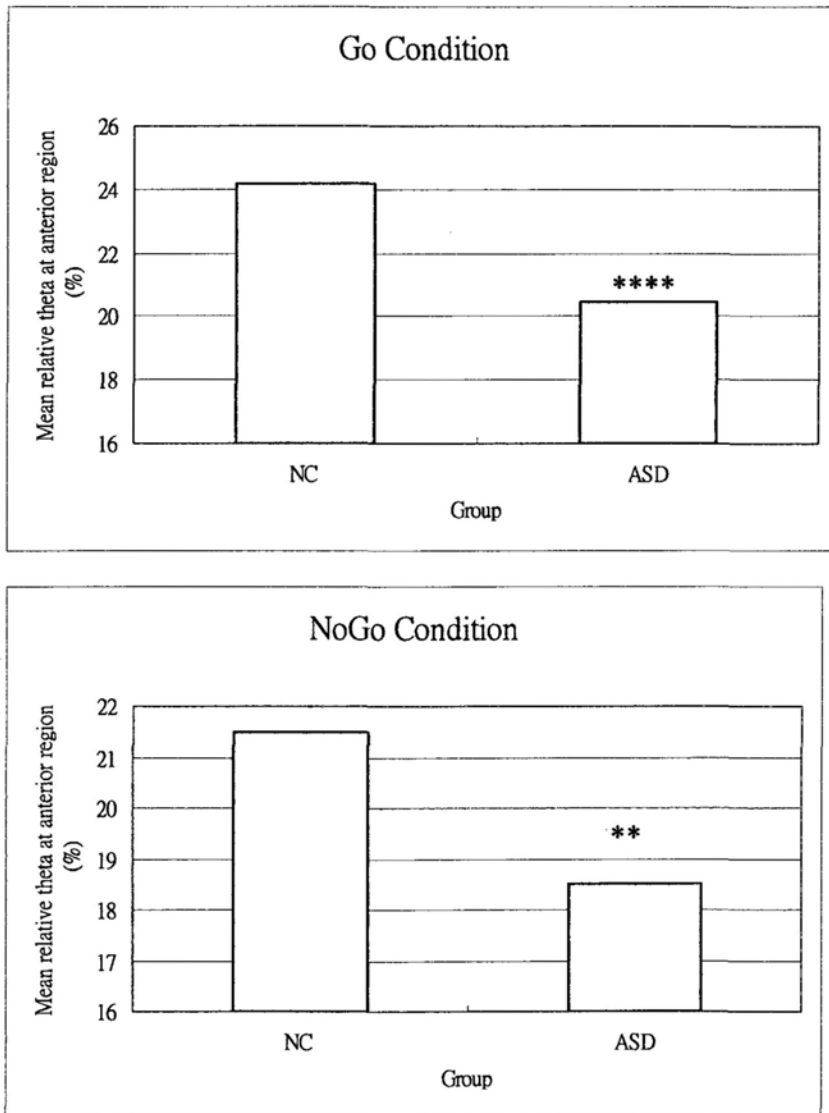 Go Condition
Mean relative theta at anterior region
(%)
26
24
22
20
18
16
****
NC
ASD
Group
NoGo Condition
Mean relative theta at anterior region
(%)
22
21
20
19
18
17
16
**
NC
ASD
Group